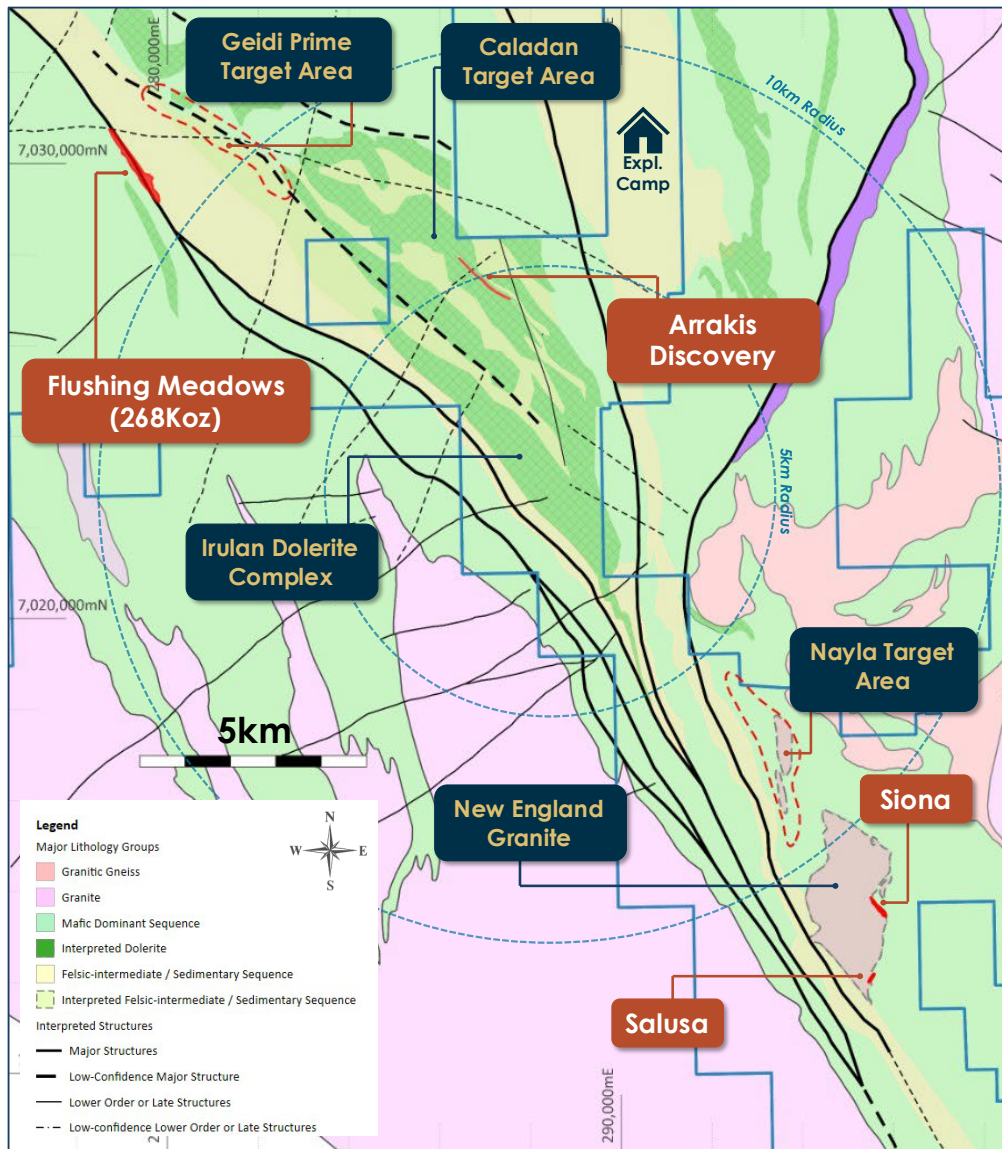 Geidi Prime
Target Area
Caladan
Target Area
280,000mE
10km Radius
7,030,000mN
Expl.
Camp
Arrakis
Discovery
Flushing Meadows
(268Koz)
5km Radius
Irulan Dolerite
Complex
7,020,000mN
Nayla Target
Area
5km
New England
Granite
Siona
Salusa
Legend
Major Lithology Groups
Granitic Gneiss
Granite
Mafic Dominant Sequence
Interpreted Dolerite
Felsic-intermediate / Sedimentary Sequence
Interpreted Felsic-intermediate / Sedimentary Sequence
Interpreted Structures
Major Structures
Low-Confidence Major Structure
Lower Order or Late Structures
Low-confidence Lower Order or Late Structures
N
W
E
S
290,000mE